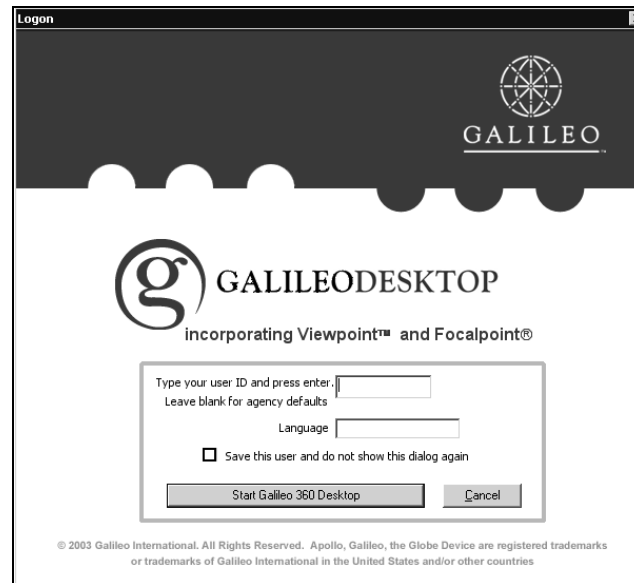 Logon
GALILEO™
g GALILEODESKTOP
incorporating Viewpoint™ and Focalpoint®
Type your user ID and press enter.
Leave blank for agency defaults
Language
Save this user and do not show this dialog again
Start Galileo 360 Desktop Cancel
© 2003 Galileo International. All Rights Reserved. Apollo, Galileo, the Globe Device are registered trademarks
or trademarks of Galileo International in the United States and/or other countries